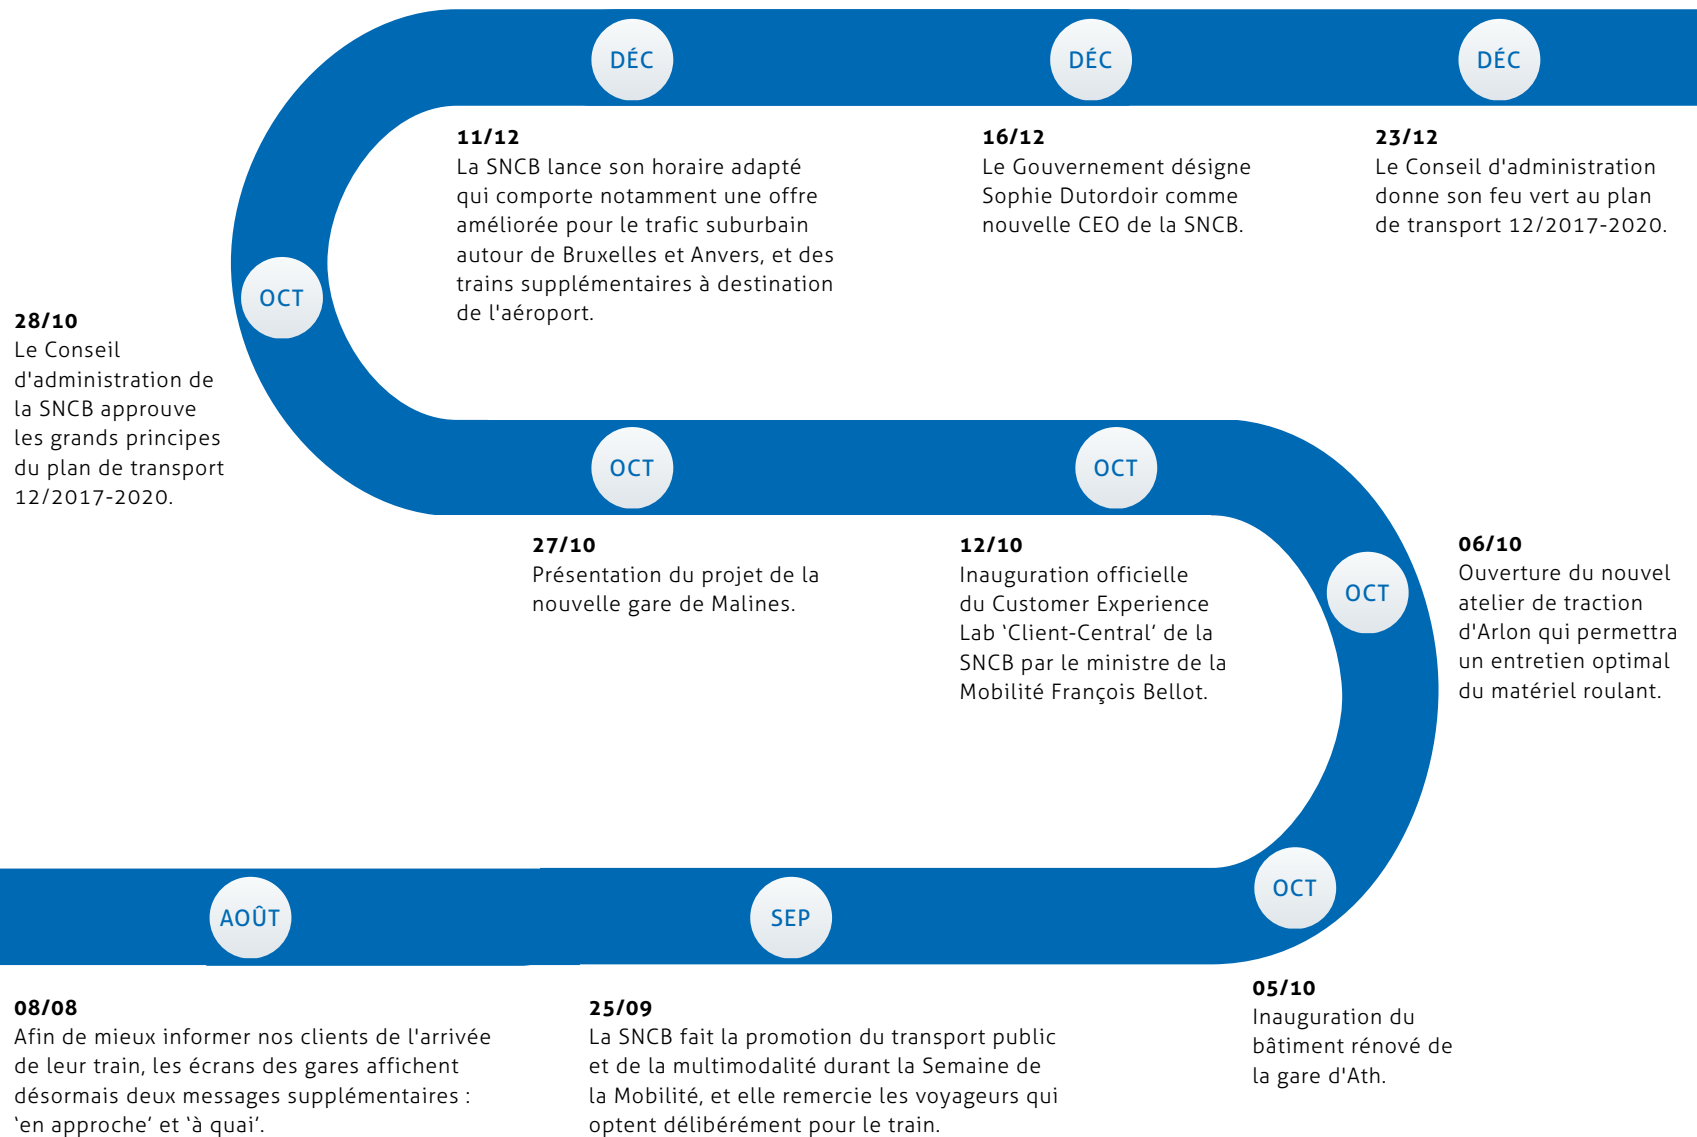 DÉC
DÉC
DÉC
11/12
La SNCB lance son horaire adapté
qui comporte notamment une offre
améliorée pour le trafic suburbain
autour de Bruxelles et Anvers, et des
trains supplémentaires à destination
de l'aéroport.
16/12
Le Gouvernement désigne
Sophie Dutordoir comme
nouvelle CEO de la SNCB.
23/12
Le Conseil d'administration
donne son feu vert au plan
de transport 12/2017-2020.
OCT
28/10
Le Conseil
d'administration de
la SNCB approuve
les grands principes
du plan de transport
12/2017-2020.
OCT
OCT
27/10
Présentation du projet de la
nouvelle gare de Malines.
12/10
Inauguration officielle
du Customer Experience
Lab ‘Client-Central’ de la
SNCB par le ministre de la
Mobilité François Bellot.
OCT
06/10
Ouverture du nouvel
atelier de traction
d'Arlon qui permettra
un entretien optimal
du matériel roulant.
AOÛT
SEP
OCT
08/08
Afin de mieux informer nos clients de l'arrivée
de leur train, les écrans des gares affichent
désormais deux messages supplémentaires :
‘en approche’ et ‘à quai’.
25/09
La SNCB fait la promotion du transport public
et de la multimodalité durant la Semaine de
la Mobilité, et elle remercie les voyageurs qui
optent délibérément pour le train.
05/10
Inauguration du
bâtiment rénové de
la gare d'Ath.